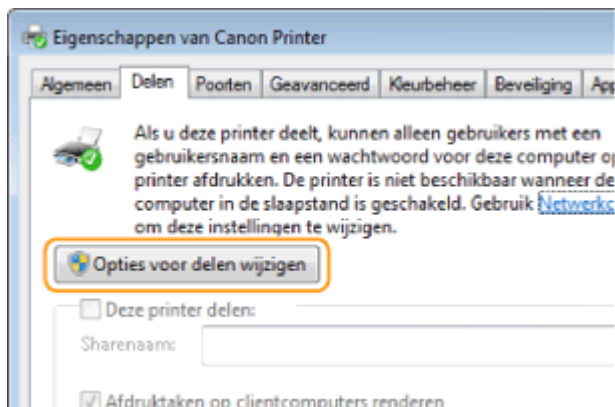 Eigenschappen van Canon Printer
Algemeen Delen Poorten Geavanceerd Kleurbeheer Beveiliging App
Als u deze printer deelt, kunnen alleen gebruikers met een
gebruikersnaam en een wachtwoord voor deze computer op
printer afdrukken. De printer is niet beschikbaar wanneer de
computer in de slaapstand is geschakeld. Gebruik Netwerkc
om deze instellingen te wijzigen.
Opties voor delen wijzigen
Deze printer delen:
Sharenaam:
Afdruktaken op clientcomputers renderen